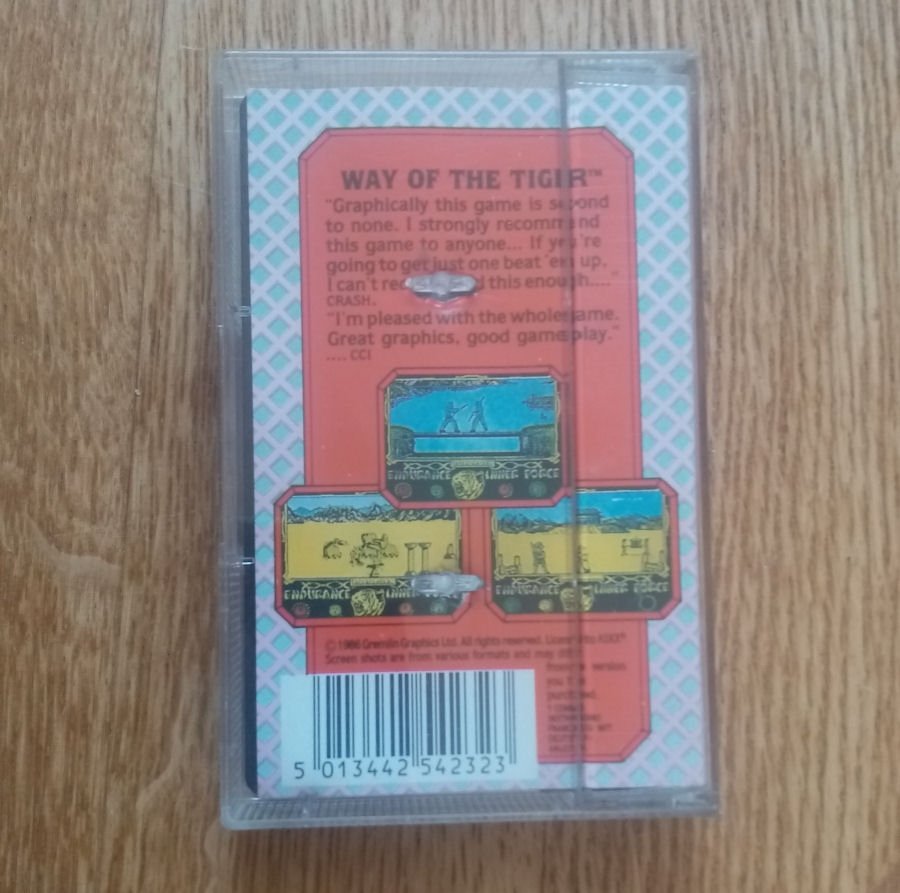 WAY OF THE TIGER™
"Graphically this game is second
to none. I strongly recommend
this game to anyone... If you're
going to get just one beat 'em up,
I can't recommend this enough...."
CRASH.
"I'm pleased with the whole game.
Great graphics, good gameplay."
.... CCI
ENDURANCE INNER FORCE
ENDURANCE INNER FORCE
ENDURANCE INNER FORCE
© 1986 Gremlin Graphics Ltd. All rights reserved.
Screen shots are from various formats and may
version
5 013442 542323